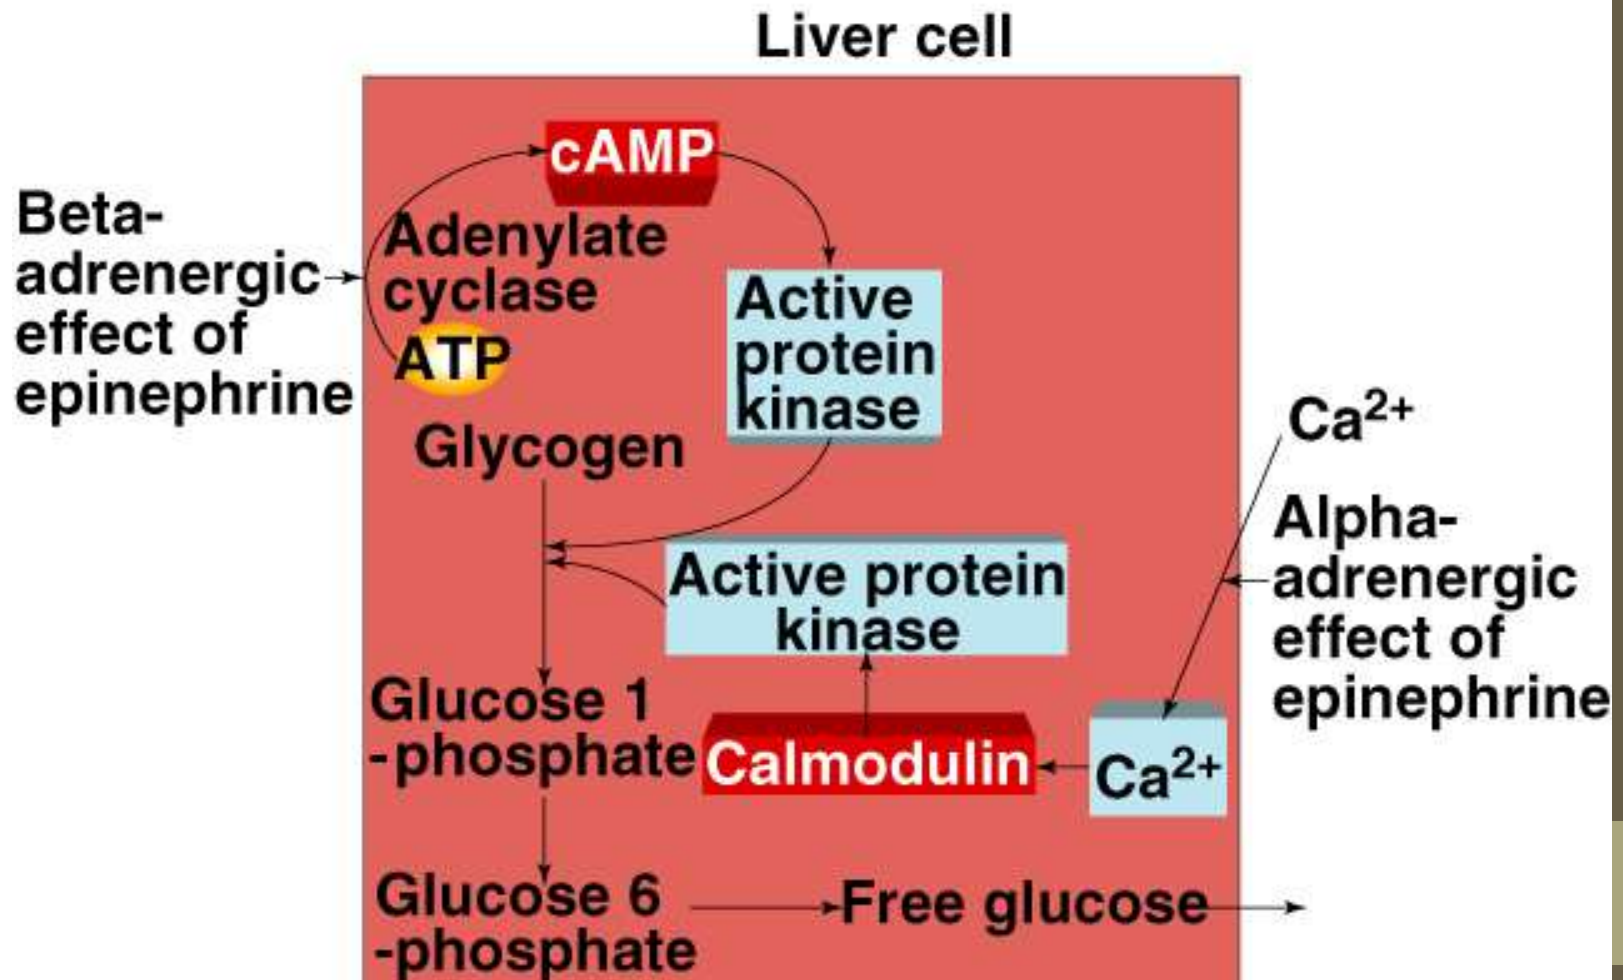 Liver cell
cAMP
Beta-
adrenergic
effect of
epinephrine
Adenylate
cyclase
ATP
Active
protein
kinase
Glycogen
Ca2+
Alpha-
adrenergic
effect of
epinephrine
Active protein
kinase
Glucose 1
-phosphate
Calmodulin
Ca2+
Glucose 6
-phosphate
Free glucose